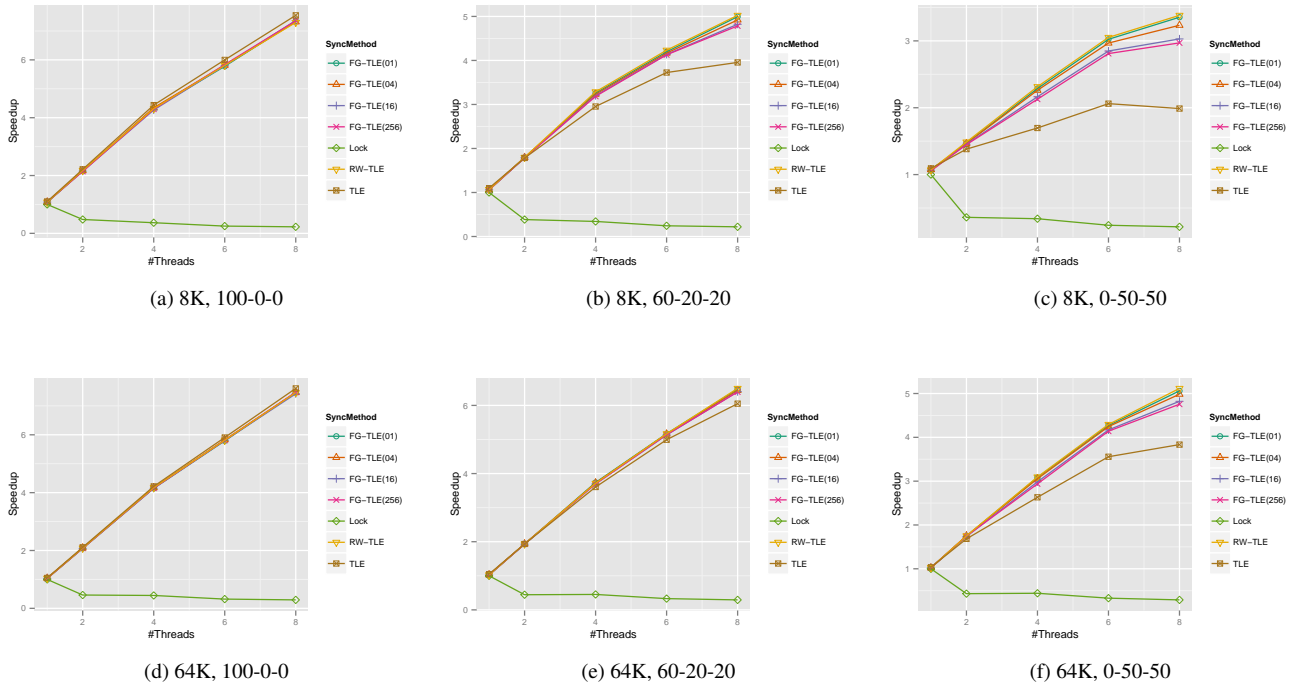 Speedup
6
4
2
0
2
4
6
8
#Threads
SyncMethod
FG−TLE(01)
FG−TLE(04)
FG−TLE(16)
FG−TLE(256)
Lock
RW−TLE
TLE
(a) 8K, 100-0-0
Speedup
5
4
3
2
1
0
2
4
6
8
#Threads
SyncMethod
FG−TLE(01)
FG−TLE(04)
FG−TLE(16)
FG−TLE(256)
Lock
RW−TLE
TLE
(b) 8K, 60-20-20
Speedup
3
2
1
2
4
6
8
#Threads
SyncMethod
FG−TLE(01)
FG−TLE(04)
FG−TLE(16)
FG−TLE(256)
Lock
RW−TLE
TLE
(c) 8K, 0-50-50
Speedup
6
4
2
0
2
4
6
8
#Threads
SyncMethod
FG−TLE(01)
FG−TLE(04)
FG−TLE(16)
FG−TLE(256)
Lock
RW−TLE
TLE
(d) 64K, 100-0-0
Speedup
6
4
2
0
2
4
6
8
#Threads
SyncMethod
FG−TLE(01)
FG−TLE(04)
FG−TLE(16)
FG−TLE(256)
Lock
RW−TLE
TLE
(e) 64K, 60-20-20
Speedup
5
4
3
2
1
2
4
6
8
#Threads
SyncMethod
FG−TLE(01)
FG−TLE(04)
FG−TLE(16)
FG−TLE(256)
Lock
RW−TLE
TLE
(f) 64K, 0-50-50